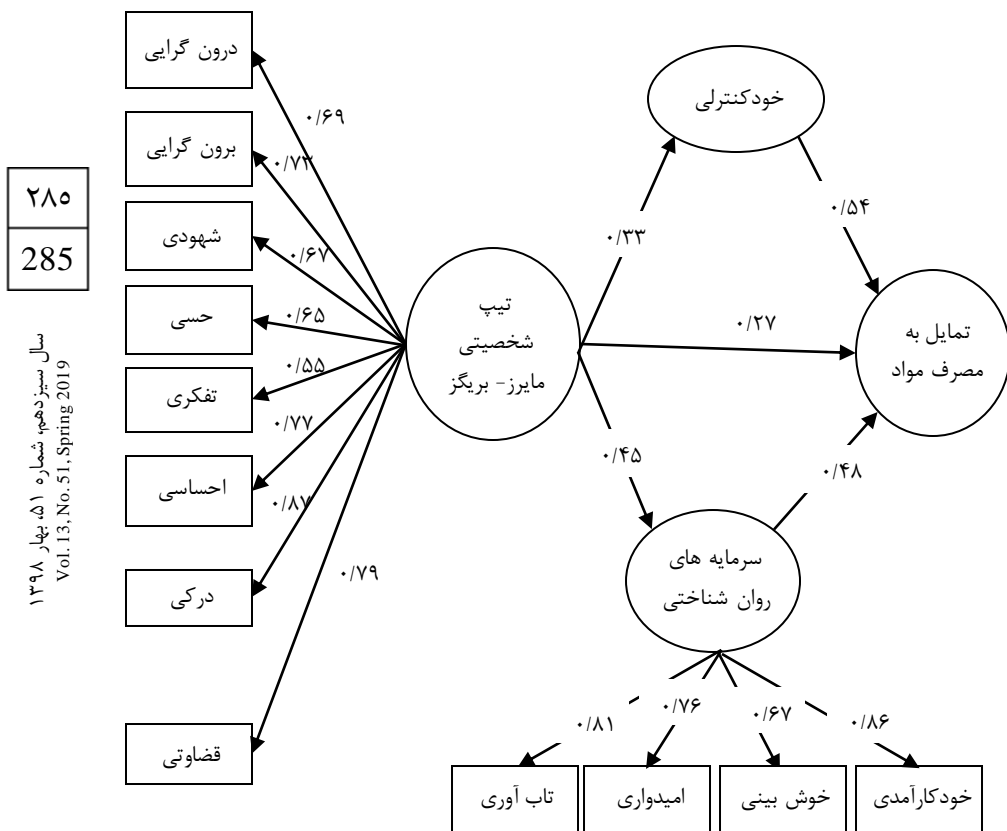 درون گرایی
برون گرایی
شهودی
حسی
تفکری
احساسی
درکی
قضاوتی
۰/۶۹
۰/۷۳
۰/۶۷
۰/۶۵
۰/۵۵
۰/۷۷
۰/۸۷
۰/۷۹
تیپ
شخصیتی
مایرز- بریگز
خودکنترلی
۰/۳۳
۰/۵۴
۰/۲۷
تمایل به
مصرف مواد
۰/۴۵
۰/۴۸
سرمایه های
روان شناختی
۰/۸۱
۰/۷۶
۰/۶۷
۰/۸۶
تاب آوری
امیدواری
خوش بینی
خودکارآمدی
۲۸۵
285
سال سیزدهم، شماره ۵۱، بهار ۱۳۹۸
Vol. 13, No. 51, Spring 2019